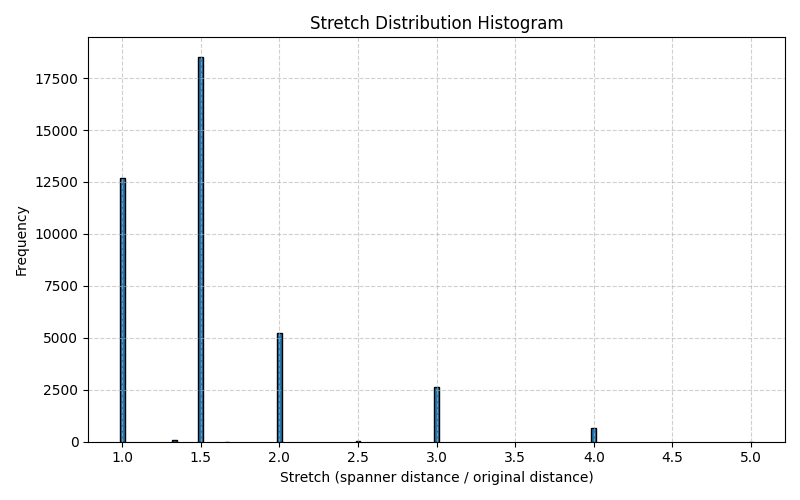 Stretch Distribution Histogram
17500
15000
12500
10000
7500
5000
2500
0
Frequency
1.0 1.5 2.0 2.5 3.0 3.5 4.0 4.5 5.0
Stretch (spanner distance / original distance)